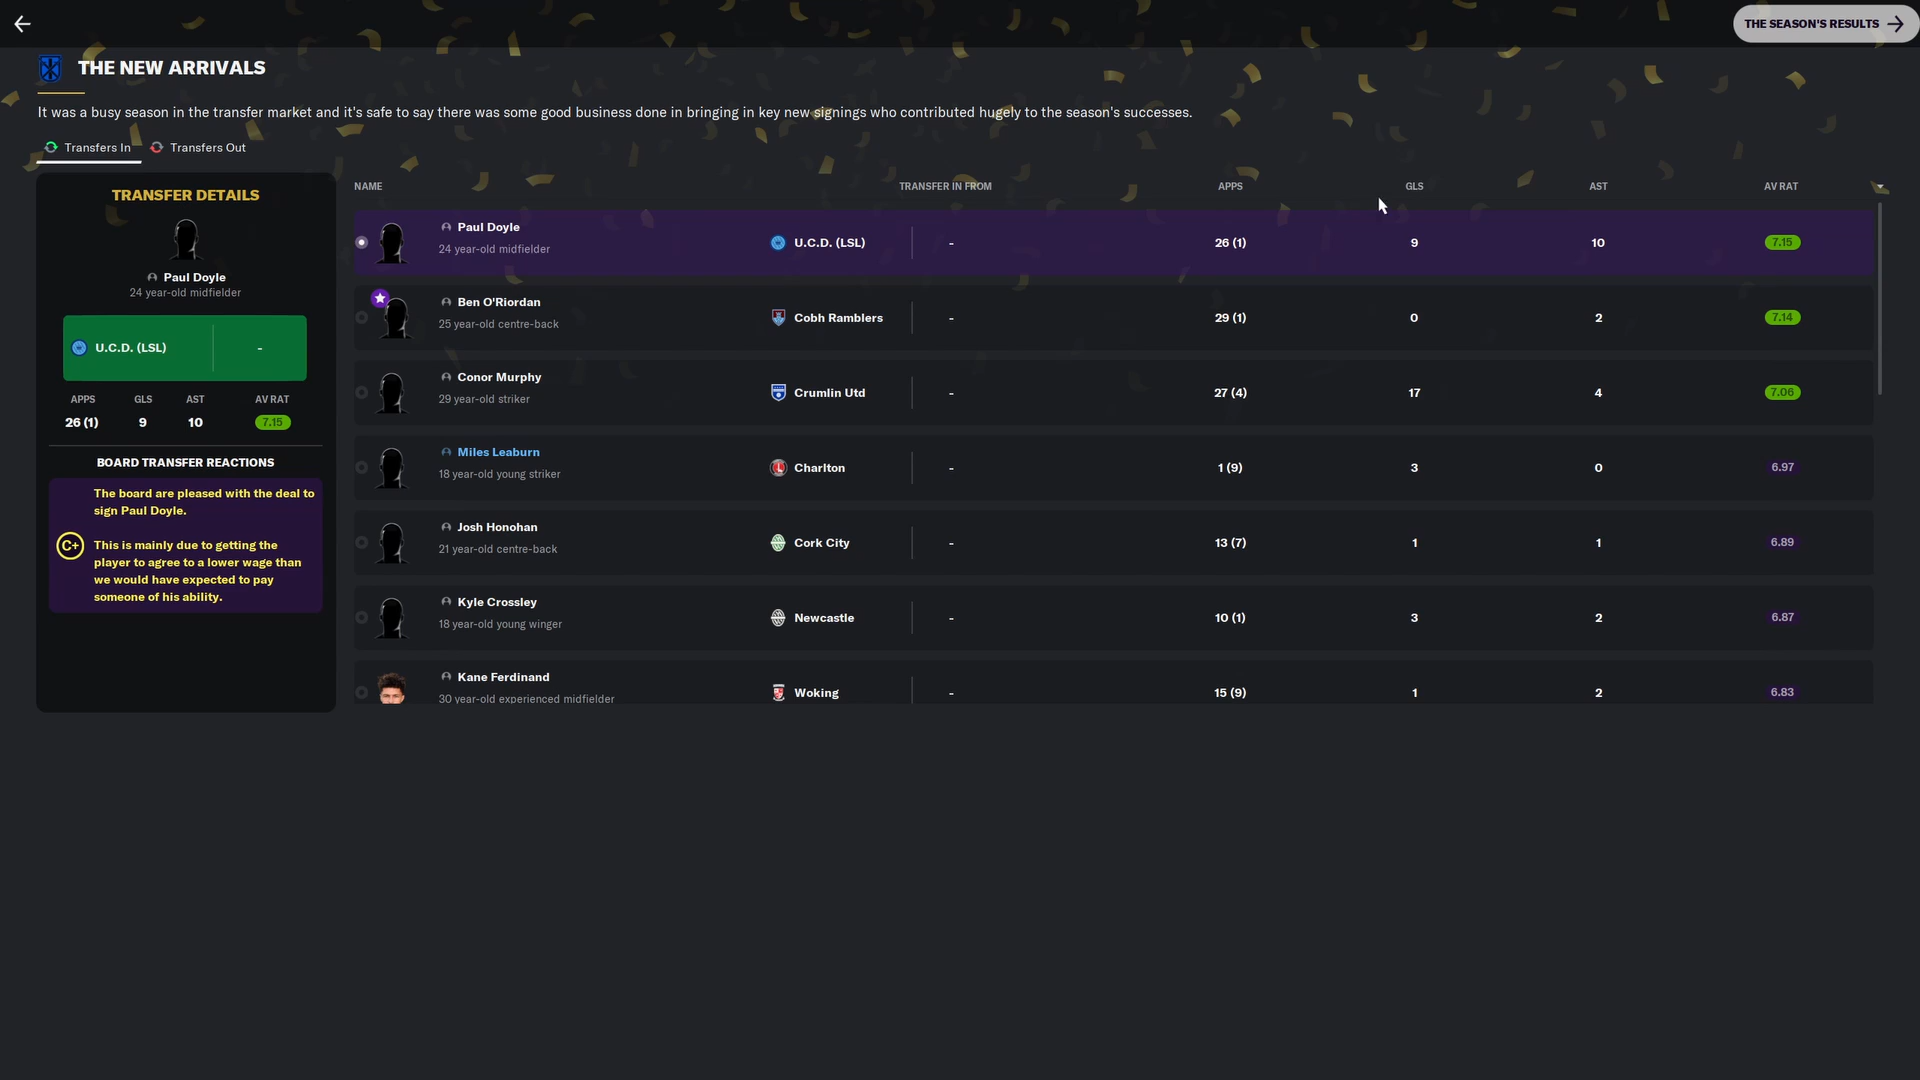 THE SEASON'S RESULTS
THE NEW ARRIVALS
It was a busy season in the transfer market and it's safe to say there was some good business done in bringing in key new signings who contributed hugely to the season's successes.
Transfers In Transfers Out
TRANSFER DETAILS
Paul Doyle
24 year-old midfielder
U.C.D. (LSL) -
APPS GLS AST AV RAT
26 (1) 9 10 7.15
BOARD TRANSFER REACTIONS
The board are pleased with the deal to
sign Paul Doyle.
C+
This is mainly due to getting the
player to agree to a lower wage than
we would have expected to pay
someone of his ability.
NAME TRANSFER IN FROM APPS GLS AST AV RAT
Paul Doyle
24 year-old midfielder
U.C.D. (LSL) - 26 (1) 9 10 7.15
Ben O'Riordan
25 year-old centre-back
Cobh Ramblers - 29 (1) 0 2 7.14
Conor Murphy
29 year-old striker
Crumlin Utd - 27 (4) 17 4 7.06
Miles Leaburn
18 year-old young striker
Charlton - 1 (9) 3 0 6.97
Josh Honohan
21 year-old centre-back
Cork City - 13 (7) 1 1 6.89
Kyle Crossley
18 year-old young winger
Newcastle - 10 (1) 3 2 6.87
Kane Ferdinand
30 year-old experienced midfielder
Woking - 15 (9) 1 2 6.83